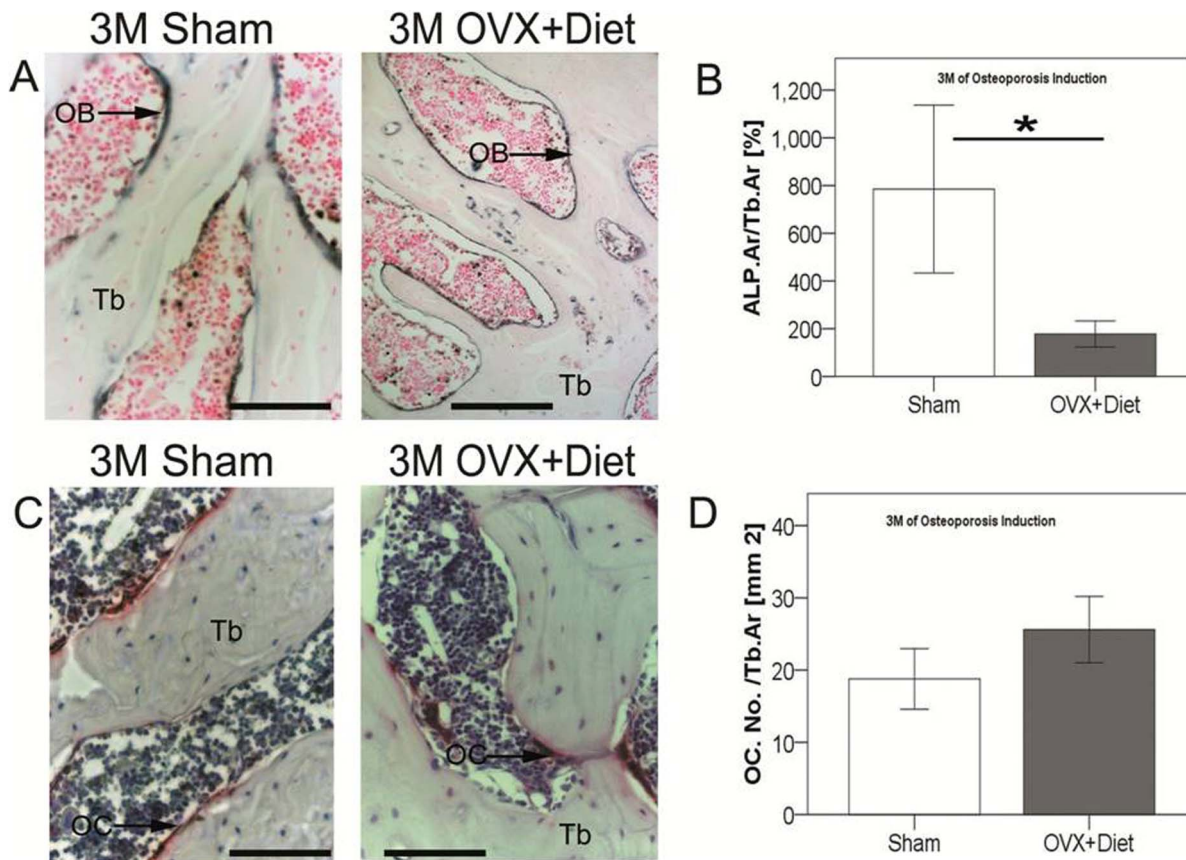 3M Sham
3M OVX+Diet
A
OB
Tb
OB
Tb
B
3M of Osteoporosis Induction
*
1,200
1,000
800
600
400
200
0
ALP.Ar/Tb.Ar [%]
Sham
OVX+Diet
3M Sham
3M OVX+Diet
C
Tb
OC
OC
Tb
D
3M of Osteoporosis Induction
40
30
20
10
0
OC. No. /Tb.Ar [mm 2]
Sham
OVX+Diet